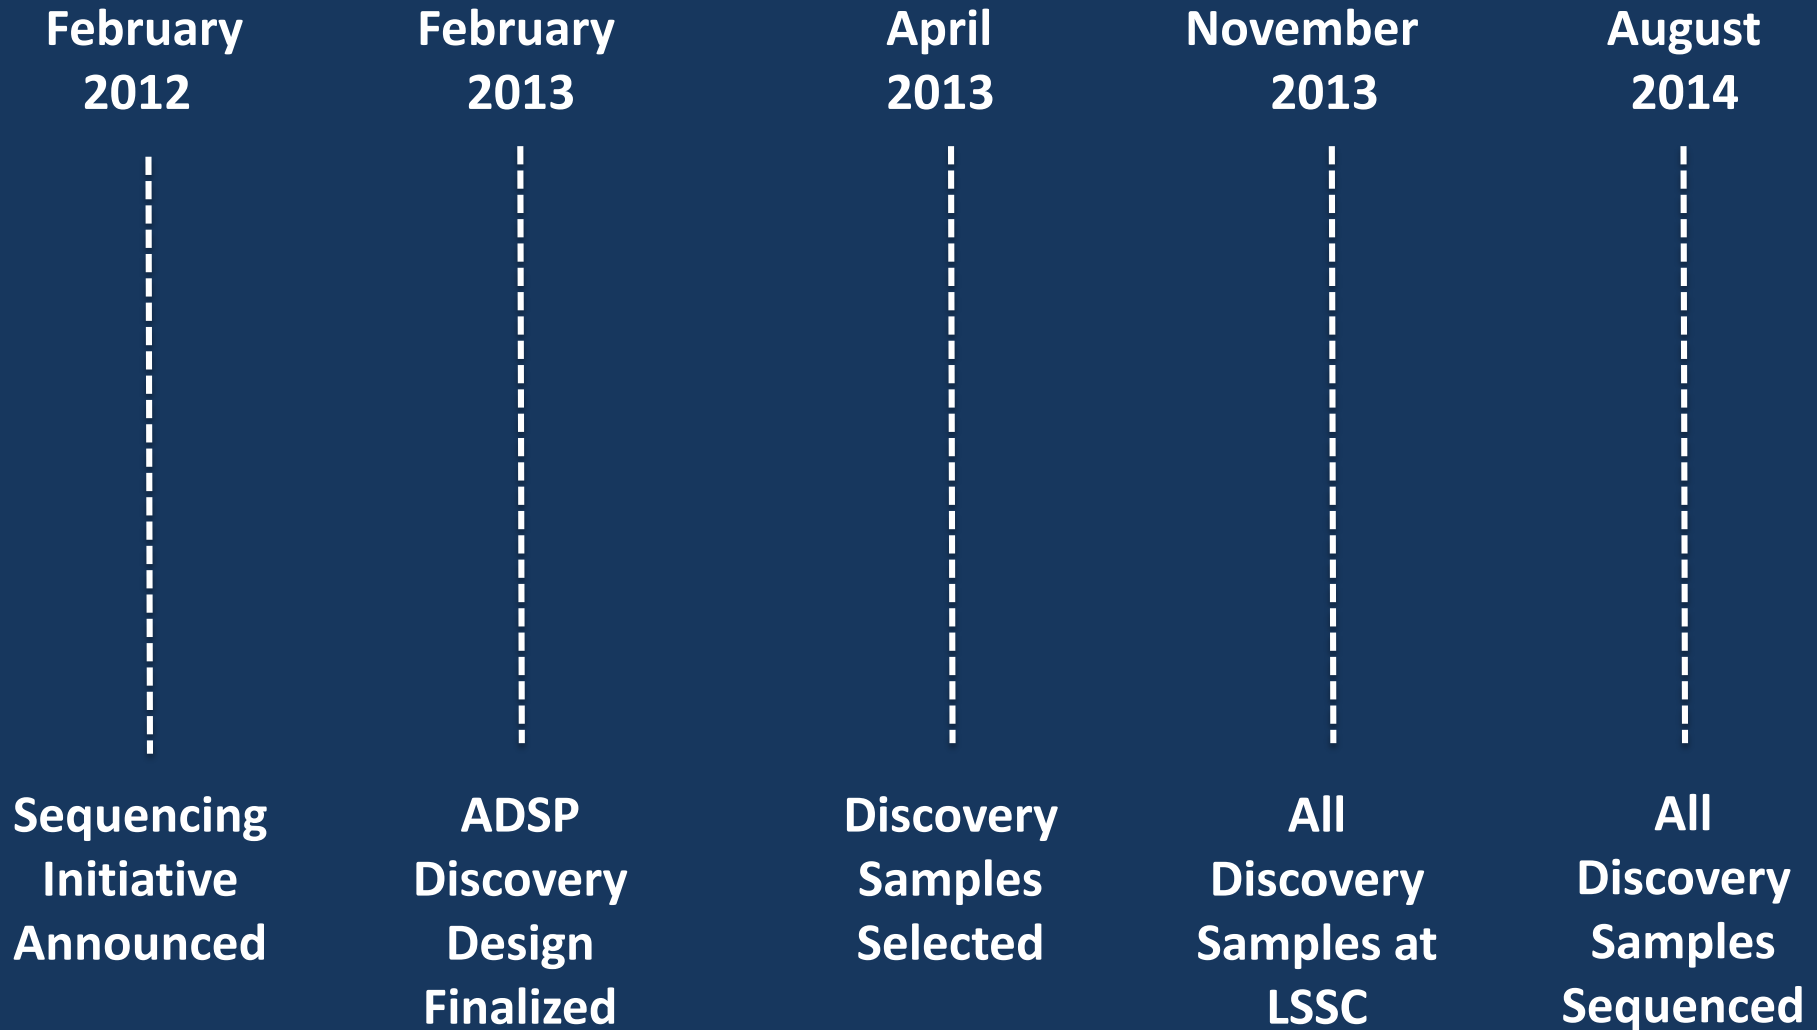 February
2012
February
2013
April
2013
November
2013
August
2014
Sequencing
Initiative
Announced
ADSP
Discovery
Design
Finalized
Discovery
Samples
Selected
All
Discovery
Samples at
LSSC
All
Discovery
Samples
Sequenced